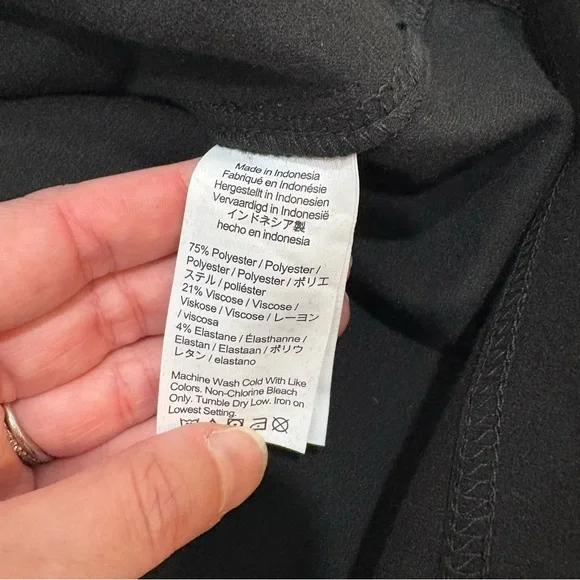 Made in Indonesia
Fabriqué en Indonésie
Hergestellt in Indonesien
Vervaardigd in Indonesië
インドネシア製
hecho en indonesia
75% Polyester / Polyester /
Polyester / Polyester / ポリエ
ステル / poliéster
21% Viscose / Viscose /
Viskose / Viscose / レーヨン
/ viscosa
4% Elastane / Élasthanne /
Elastan / Elastaan / ポリウ
レタン / elastano
Machine Wash Cold With Like
Colors. Non-Chlorine Bleach
Only. Tumble Dry Low. Iron on
Lowest Setting.